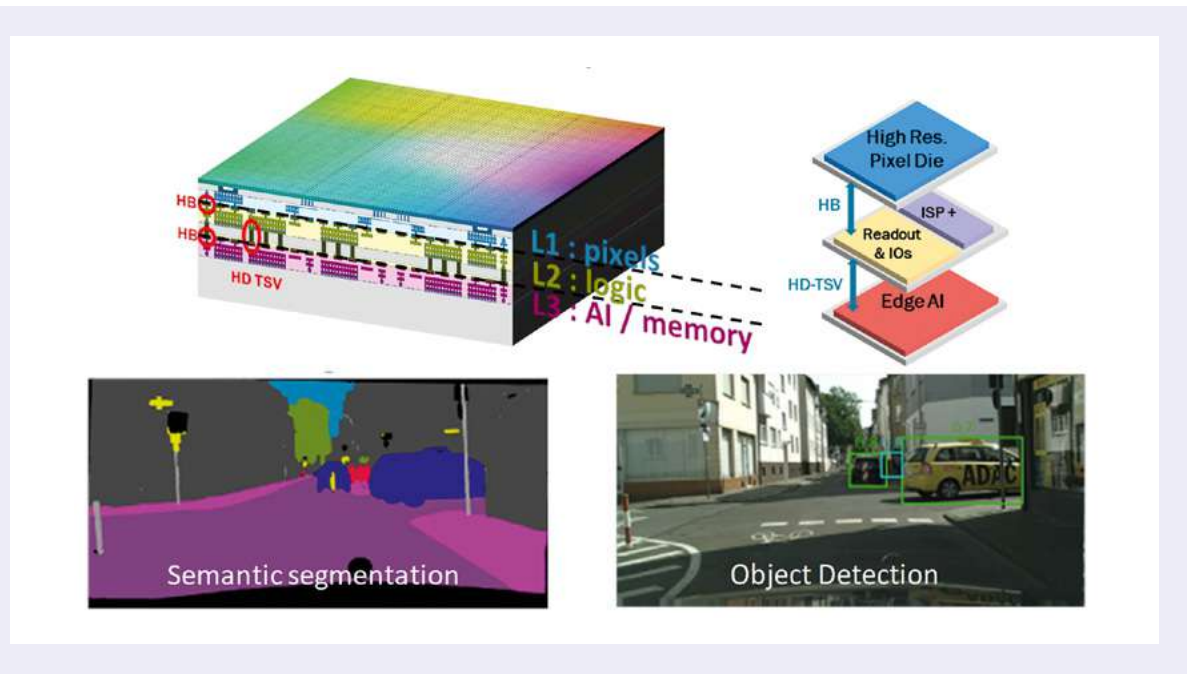 HB
HB
HD TSV
L1 : pixels
L2 : logic
L3 : AI / memory
High Res.
Pixel Die
HB
ISP +
Readout
& IOs
HD-TSV
Edge AI
Semantic segmentation
ADAC
Object Detection